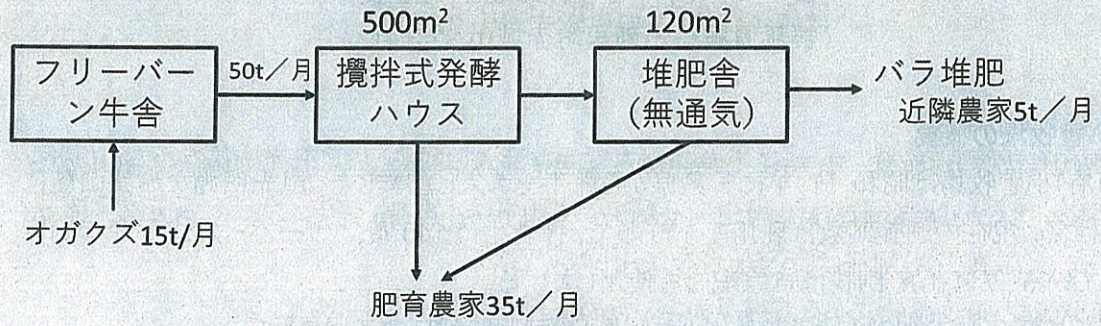 500m²
120m²
フリーバー
ン牛舎
50t／月
攪拌式発酵
ハウス
堆肥舎
（無通気）
バラ堆肥
近隣農家5t／月
オガクズ15t/月
肥育農家35t／月